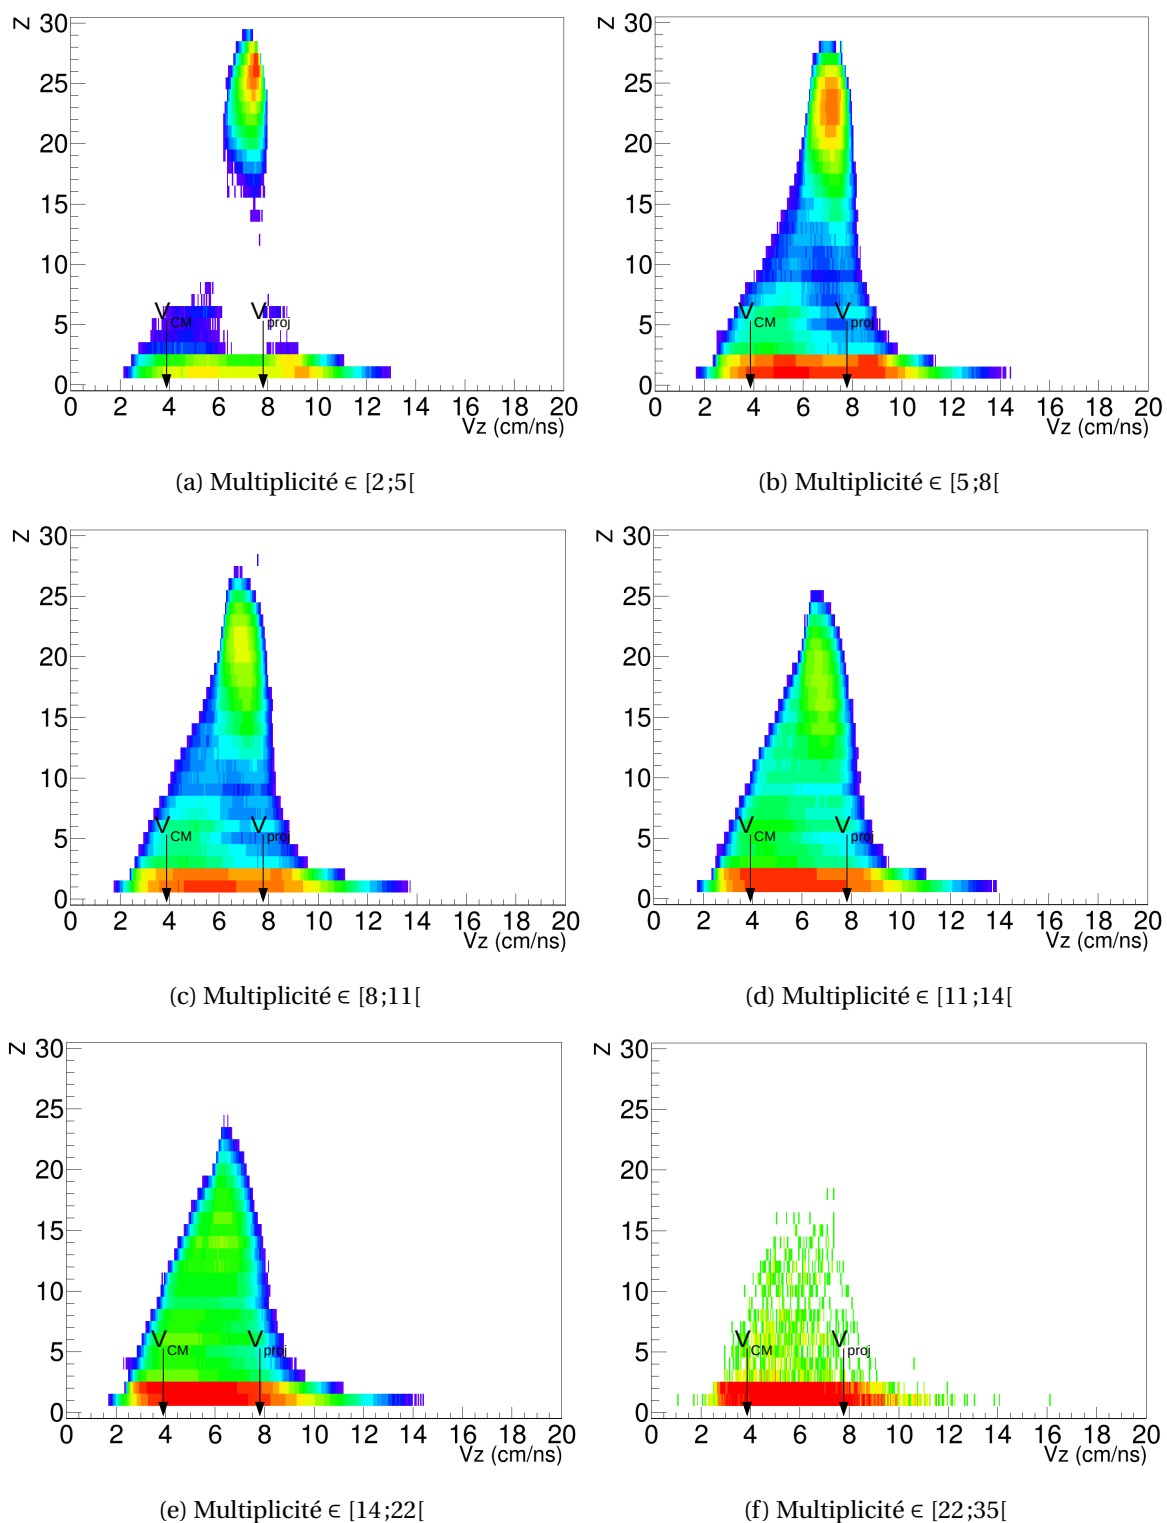 Z
30
25
20
15
10
5
0
V CM
V proj
0 2 4 6 8 10 12 14 16 18 20
Vz (cm/ns)
(a) Multiplicité ∈ [2;5[
Z
30
25
20
15
10
5
0
V CM
V proj
0 2 4 6 8 10 12 14 16 18 20
Vz (cm/ns)
(b) Multiplicité ∈ [5;8[
Z
30
25
20
15
10
5
0
V CM
V proj
0 2 4 6 8 10 12 14 16 18 20
Vz (cm/ns)
(c) Multiplicité ∈ [8;11[
Z
30
25
20
15
10
5
0
V CM
V proj
0 2 4 6 8 10 12 14 16 18 20
Vz (cm/ns)
(d) Multiplicité ∈ [11;14[
Z
30
25
20
15
10
5
0
V CM
V proj
0 2 4 6 8 10 12 14 16 18 20
Vz (cm/ns)
(e) Multiplicité ∈ [14;22[
Z
30
25
20
15
10
5
0
V CM
V proj
0 2 4 6 8 10 12 14 16 18 20
Vz (cm/ns)
(f) Multiplicité ∈ [22;35[